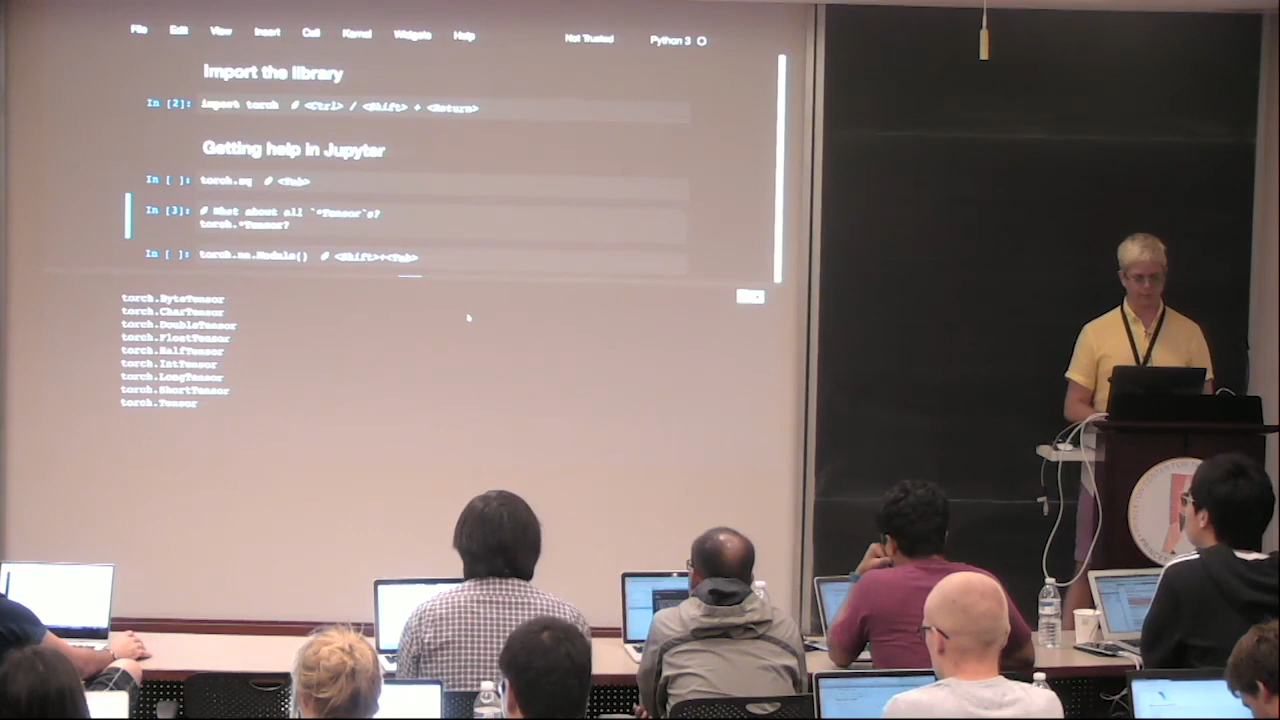 File Edit View Insert Cell Kernel Widgets Help Not Trusted Python 3
Import the library
In [2]: import torch # <Ctrl> / <Shift> + <Return>
Getting help in Jupyter
In [ ]: torch.sq # <Tab>
In [3]: # What about all `*Tensor`s?
torch.*Tensor?
In [ ]: torch.nn.Module() # <Shift>+<Tab>
torch.ByteTensor
torch.CharTensor
torch.DoubleTensor
torch.FloatTensor
torch.HalfTensor
torch.IntTensor
torch.LongTensor
torch.ShortTensor
torch.Tensor